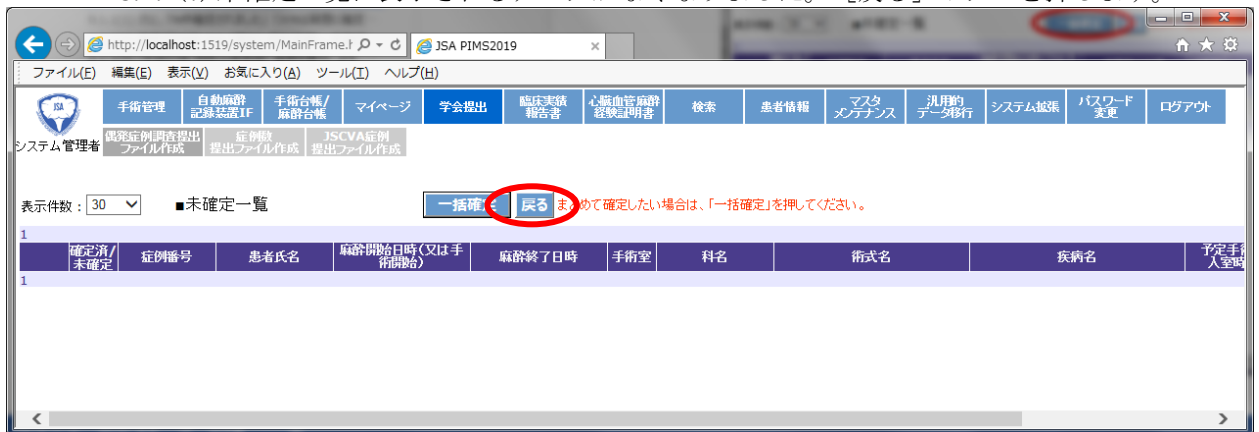 http://localhost:1519/system/MainFrame.h
JSA PIMS2019
ファイル(F) 編集(E) 表示(V) お気に入り(A) ツール(T) ヘルプ(H)
JSA
システム管理者
手術管理
自動麻酔
記録装置IF
手術台帳/
麻酔台帳
マイページ
学会提出
臨床実績
報告書
心臓血管麻酔
経験証明書
検索
患者情報
マスタ
メンテナンス
汎用的
データ移行
システム拡張
パスワード
変更
ログアウト
偶発症例調査提出
ファイル作成
症例数
提出ファイル作成
JSCVA症例
提出ファイル作成
表示件数: 30 ■未確定一覧 一括確定 戻る まとめて確定したい場合は、「一括確定」を押してください。
1
確定済/
未確定
症例番号
患者氏名
麻酔開始日時(又は手
術開始)
麻酔終了日時
手術室
科名
術式名
疾病名
予定手
入室時
1